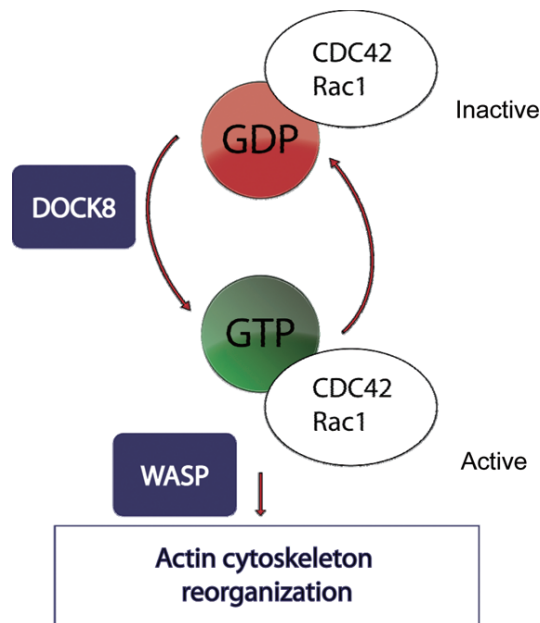 CDC42
Rac1
Inactive
GDP
DOCK8
GTP
CDC42
Rac1
Active
WASP
Actin cytoskeleton
reorganization